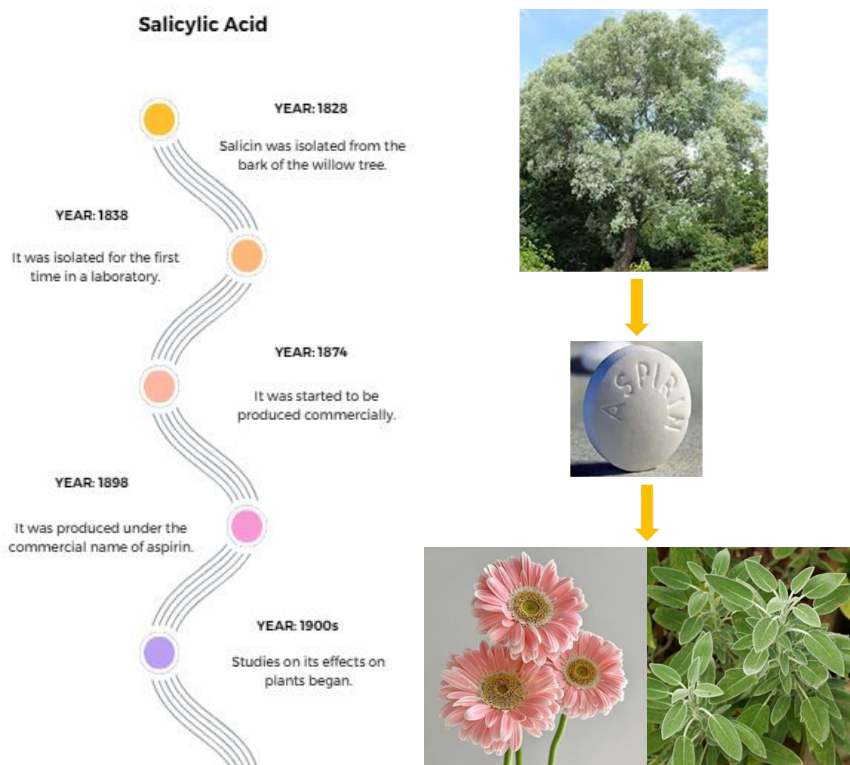 Salicylic Acid
YEAR: 1828
Salicin was isolated from the
bark of the willow tree.
YEAR: 1838
It was isolated for the first
time in a laboratory.
YEAR: 1874
It was started to be
produced commercially.
YEAR: 1898
It was produced under the
commercial name of aspirin.
YEAR: 1900s
Studies on its effects on
plants began.
ASPIRIN